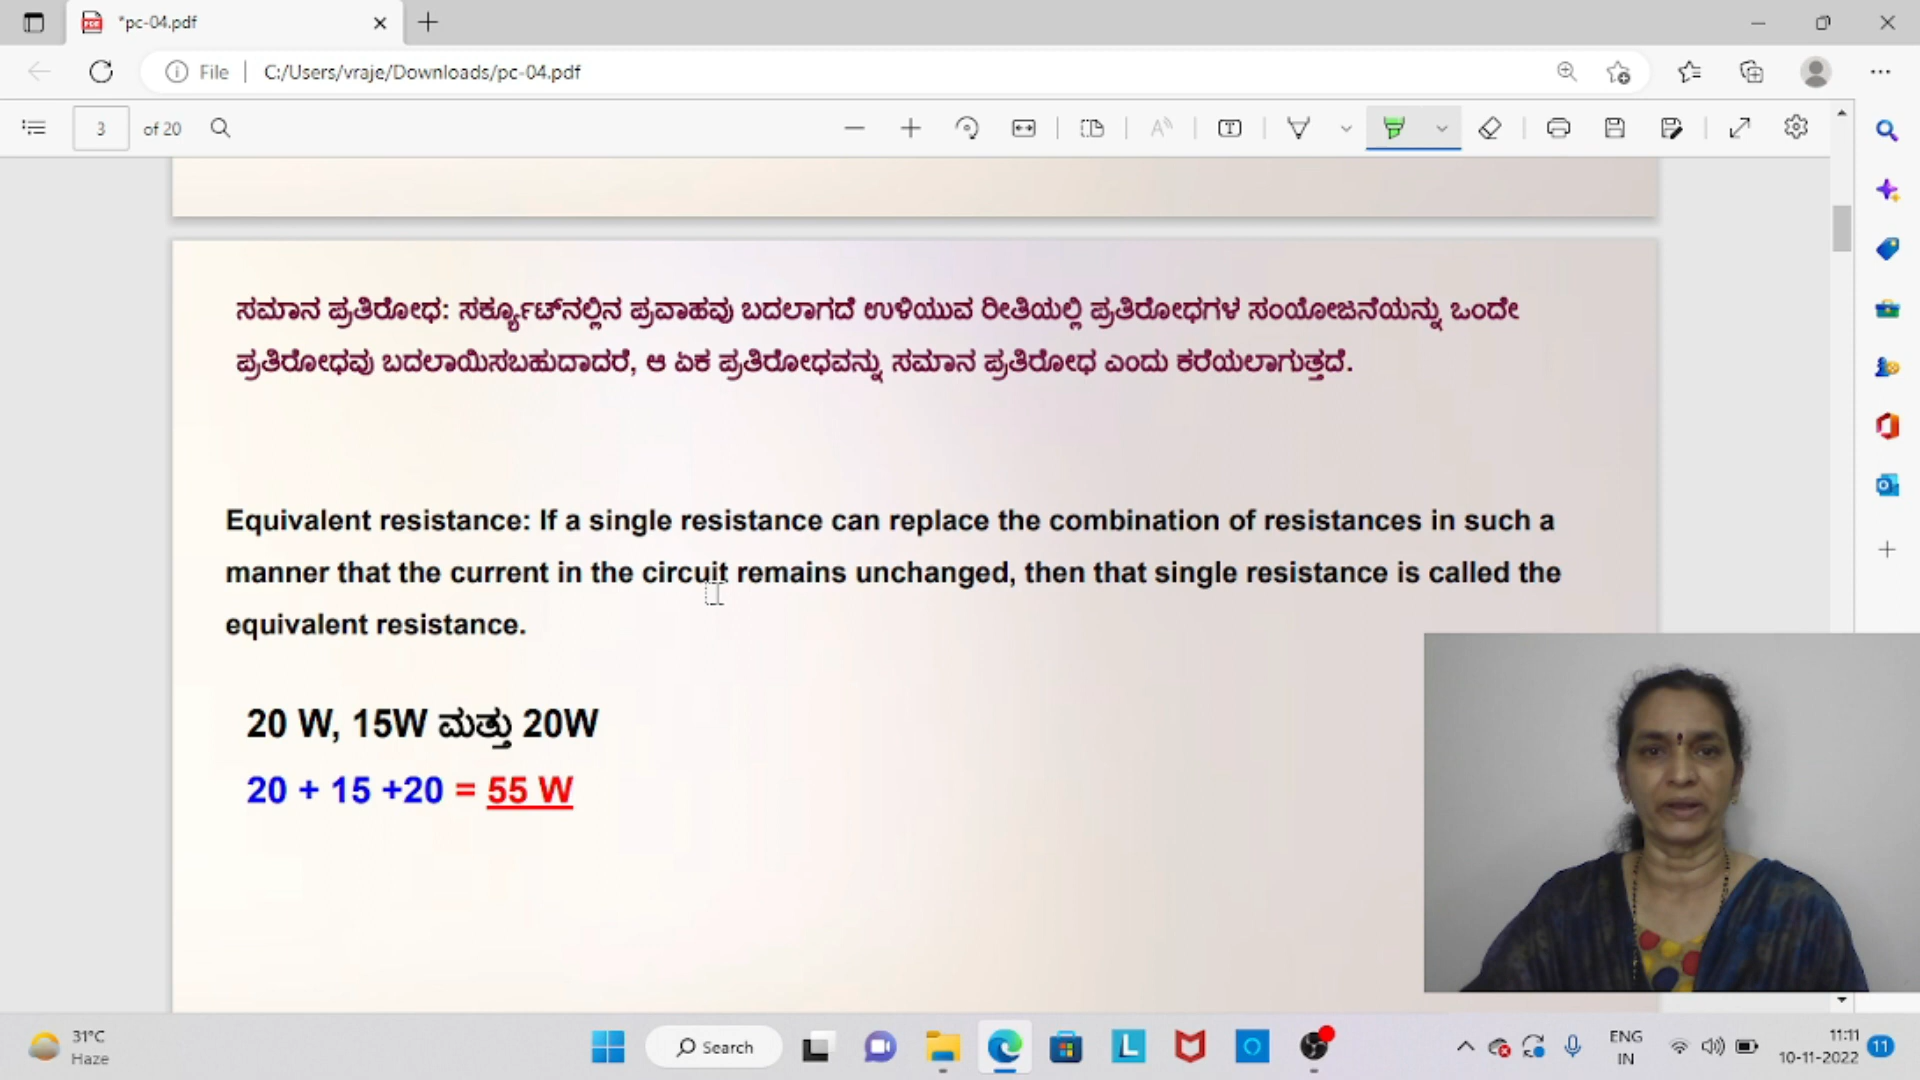 *pc-04.pdf
File
C:/Users/vraje/Downloads/pc-04.pdf
3 of 20
ಸಮಾನ ಪ್ರತಿರೋಧ: ಸರ್ಕ್ಯೂಟ್‌ನಲ್ಲಿನ ಪ್ರವಾಹವು ಬದಲಾಗದೆ ಉಳಿಯುವ ರೀತಿಯಲ್ಲಿ ಪ್ರತಿರೋಧಗಳ ಸಂಯೋಜನೆಯನ್ನು ಒಂದೇ
ಪ್ರತಿರೋಧವು ಬದಲಾಯಿಸಬಹುದಾದರೆ, ಆ ಏಕ ಪ್ರತಿರೋಧವನ್ನು ಸಮಾನ ಪ್ರತಿರೋಧ ಎಂದು ಕರೆಯಲಾಗುತ್ತದೆ.
Equivalent resistance: If a single resistance can replace the combination of resistances in such a
manner that the current in the circuit remains unchanged, then that single resistance is called the
equivalent resistance.
20 W, 15W ಮತ್ತು 20W
20 + 15 +20 = 55 W
31°C
Haze
Search
ENG
IN
11:11
10-11-2022
11